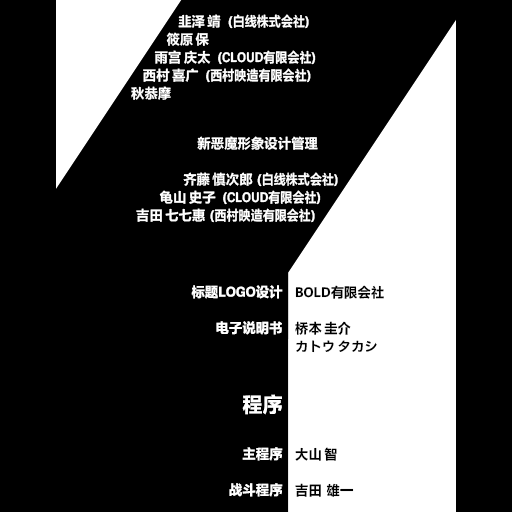 韭泽 靖 (白线株式会社)
筱原 保
雨宫 庆太 (CLOUD有限会社)
西村 喜广 (西村映造有限会社)
秋恭摩
新恶魔形象设计管理
齐藤 慎次郎 (白线株式会社)
龟山 史子 (CLOUD有限会社)
吉田 七七惠 (西村映造有限会社)
标题LOGO设计 BOLD有限会社
电子说明书 桥本 圭介
カトウ タカシ
程序
主程序 大山 智
战斗程序 吉田 雄一